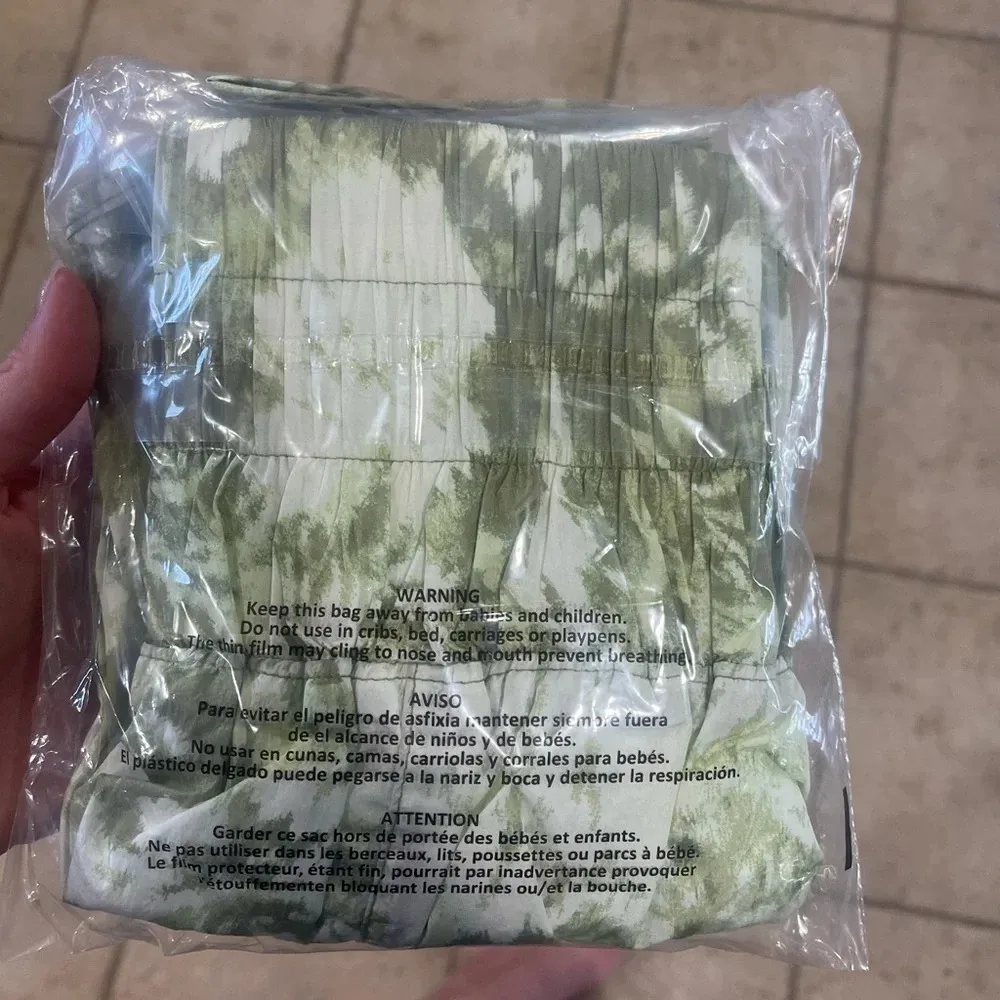 WARNING
Keep this bag away from babies and children.
Do not use in cribs, bed, carriages or playpens.
The thin film may cling to nose and mouth prevent breathing.
AVISO
Para evitar el peligro de asfixia mantener siempre fuera
de el alcance de niños y de bebés.
No usar en cunas, camas, carriolas y corrales para bebés.
El plástico delgado puede pegarse a la nariz y boca y detener la respiración.
ATTENTION
Garder ce sac hors de portée des bébés et enfants.
Ne pas utiliser dans les berceaux, lits, poussettes ou parcs à bébé.
Le film protecteur, étant fin, pourrait par inadvertance provoquer
l'étouffementen bloquant les narines ou/et la bouche.